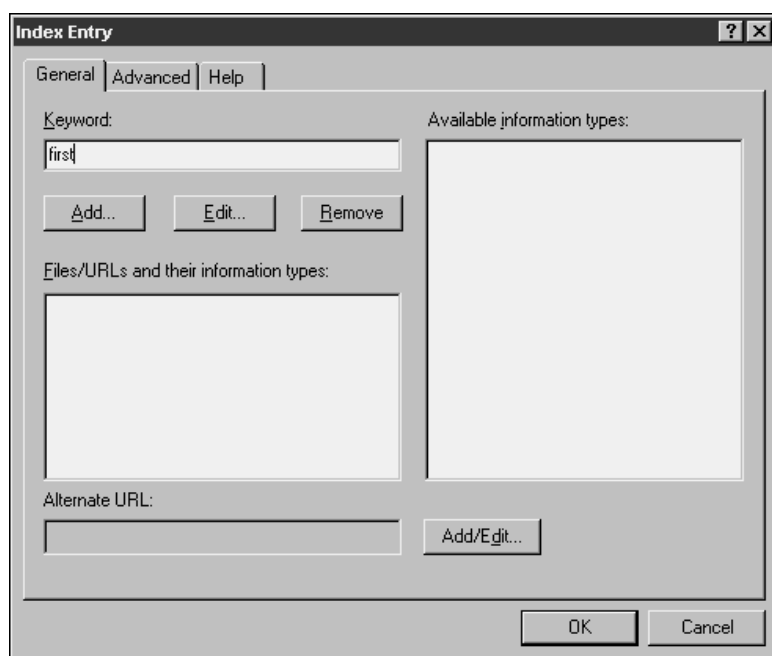 Index Entry
General Advanced Help
Keyword:
first
Add... Edit... Remove
Files/URLs and their information types:
Available information types:
Alternate URL:
Add/Edit...
OK Cancel